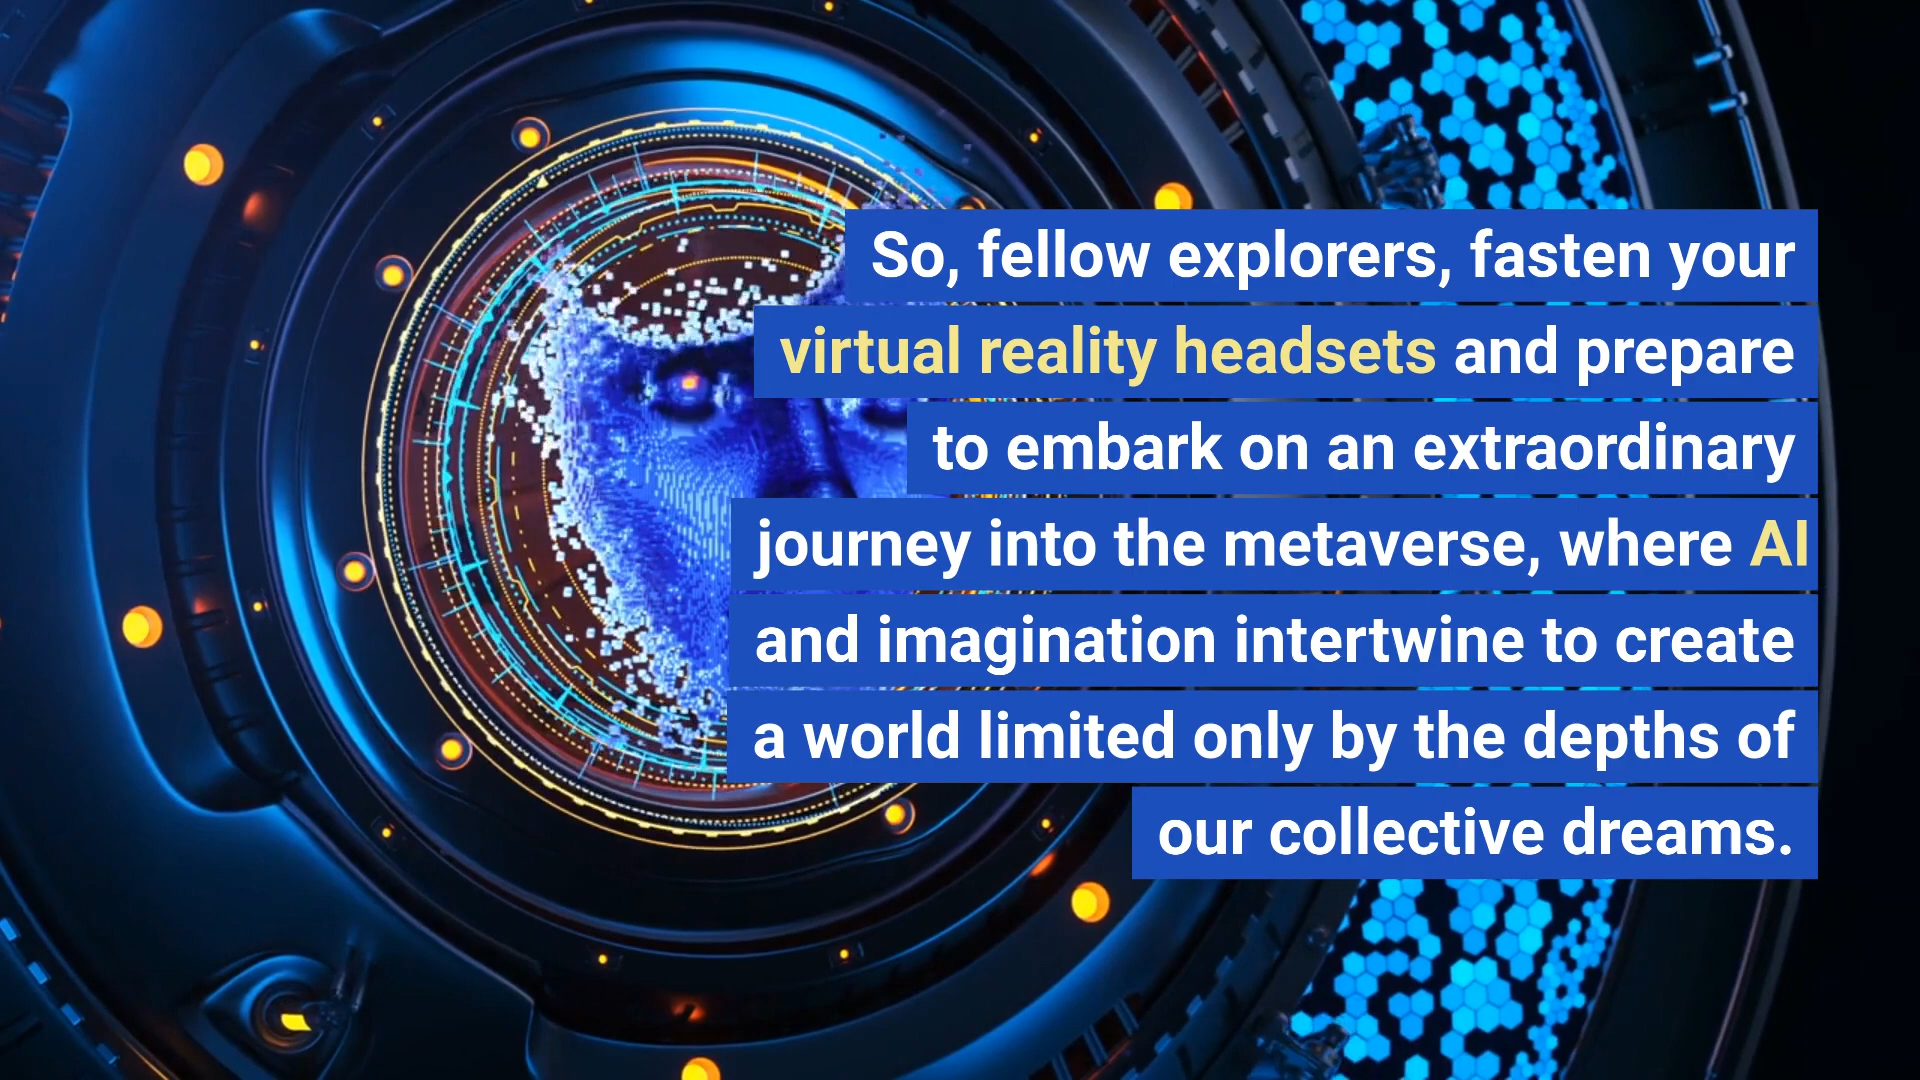 So, fellow explorers, fasten your
virtual reality headsets and prepare
to embark on an extraordinary
journey into the metaverse, where AI
and imagination intertwine to create
a world limited only by the depths of
our collective dreams.